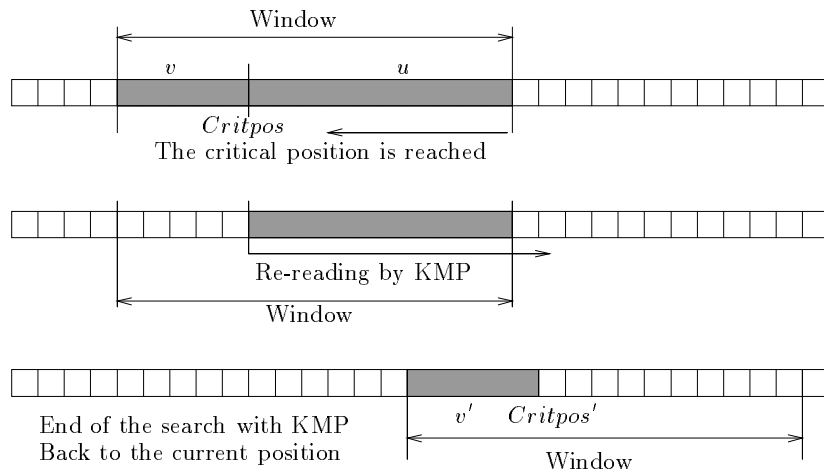 Window
v u
Critpos
The critical position is reached
Re-reading by KMP
Window
v' Critpos'
End of the search with KMP
Back to the current position
Window